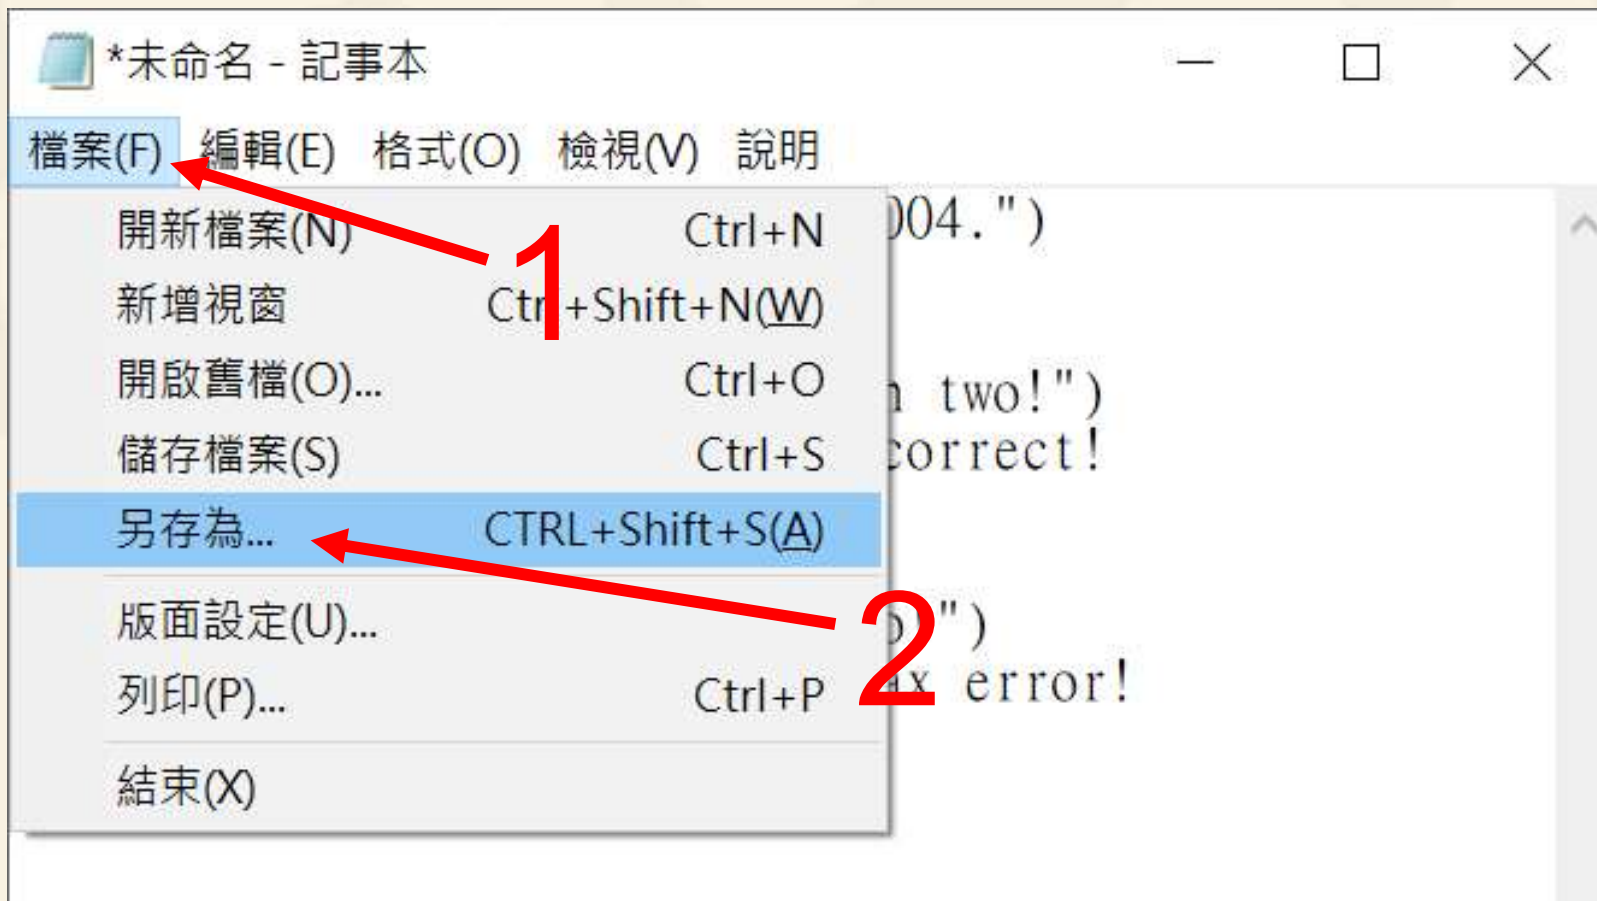 *未命名 - 記事本
檔案(F) 編輯(E) 格式(O) 檢視(V) 說明
開新檔案(N) Ctrl+N
004.")
1
新增視窗 Ctrl+Shift+N(W)
開啟舊檔(O)... Ctrl+O
two!")
儲存檔案(S) Ctrl+S
correct!
另存為... CTRL+Shift+S(A)
版面設定(U)...
!")
2
列印(P)... Ctrl+P
error!
結束(X)